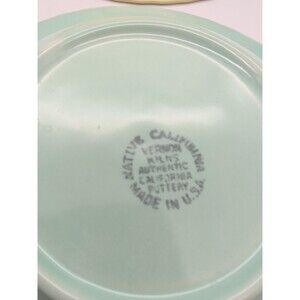 NATIVE CALIFORNIA
VERNON
KILNS
AUTHENTIC
CALIFORNIA
POTTERY
MADE IN U.S.A.